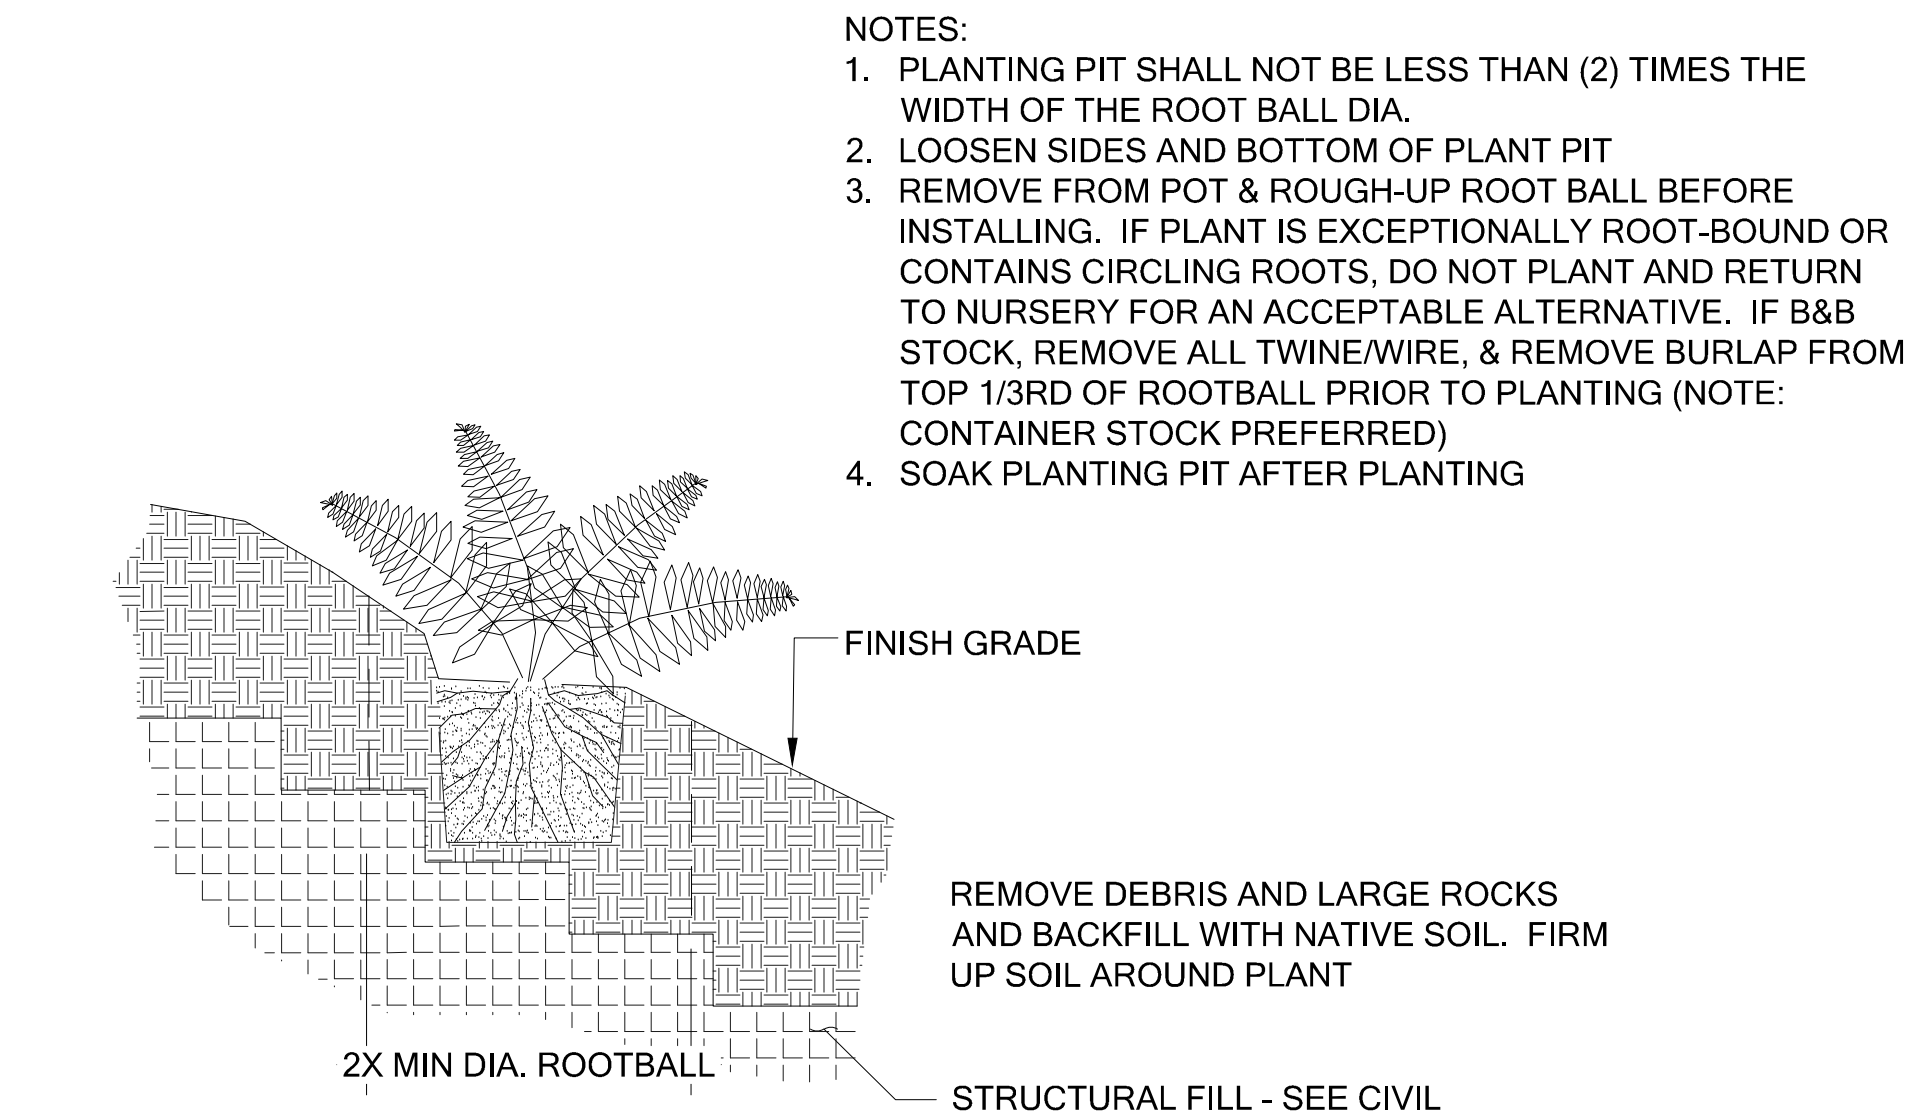 NOTES:
1. PLANTING PIT SHALL NOT BE LESS THAN (2) TIMES THE
WIDTH OF THE ROOT BALL DIA.
2. LOOSEN SIDES AND BOTTOM OF PLANT PIT
3. REMOVE FROM POT & ROUGH-UP ROOT BALL BEFORE
INSTALLING. IF PLANT IS EXCEPTIONALLY ROOT-BOUND OR
CONTAINS CIRCLING ROOTS, DO NOT PLANT AND RETURN
TO NURSERY FOR AN ACCEPTABLE ALTERNATIVE. IF B&B
STOCK, REMOVE ALL TWINE/WIRE, & REMOVE BURLAP FROM
TOP 1/3RD OF ROOTBALL PRIOR TO PLANTING (NOTE:
CONTAINER STOCK PREFERRED)
4. SOAK PLANTING PIT AFTER PLANTING
FINISH GRADE
REMOVE DEBRIS AND LARGE ROCKS
AND BACKFILL WITH NATIVE SOIL. FIRM
UP SOIL AROUND PLANT
2X MIN DIA. ROOTBALL
STRUCTURAL FILL - SEE CIVIL